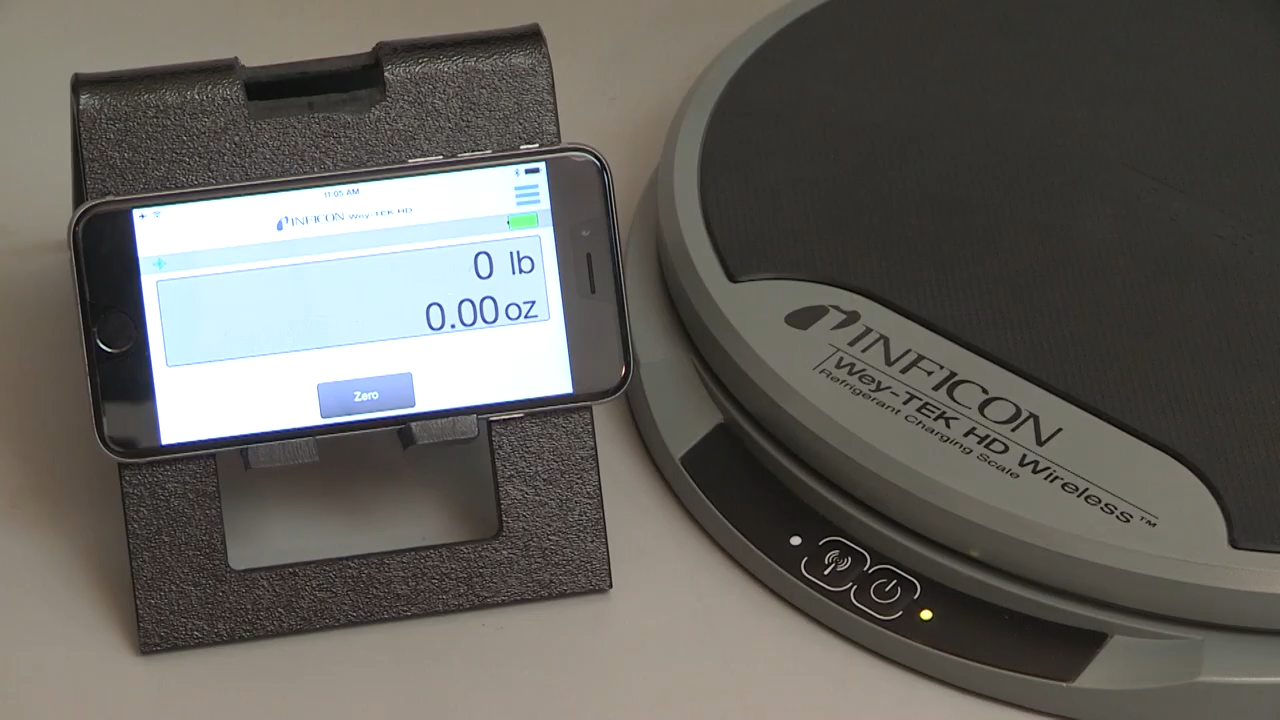 11:05 AM
INFICON Wey-TEK HD
0 lb
0.00 oz
Zero
INFICON
Wey-TEK HD Wireless™
Refrigerant Charging Scale